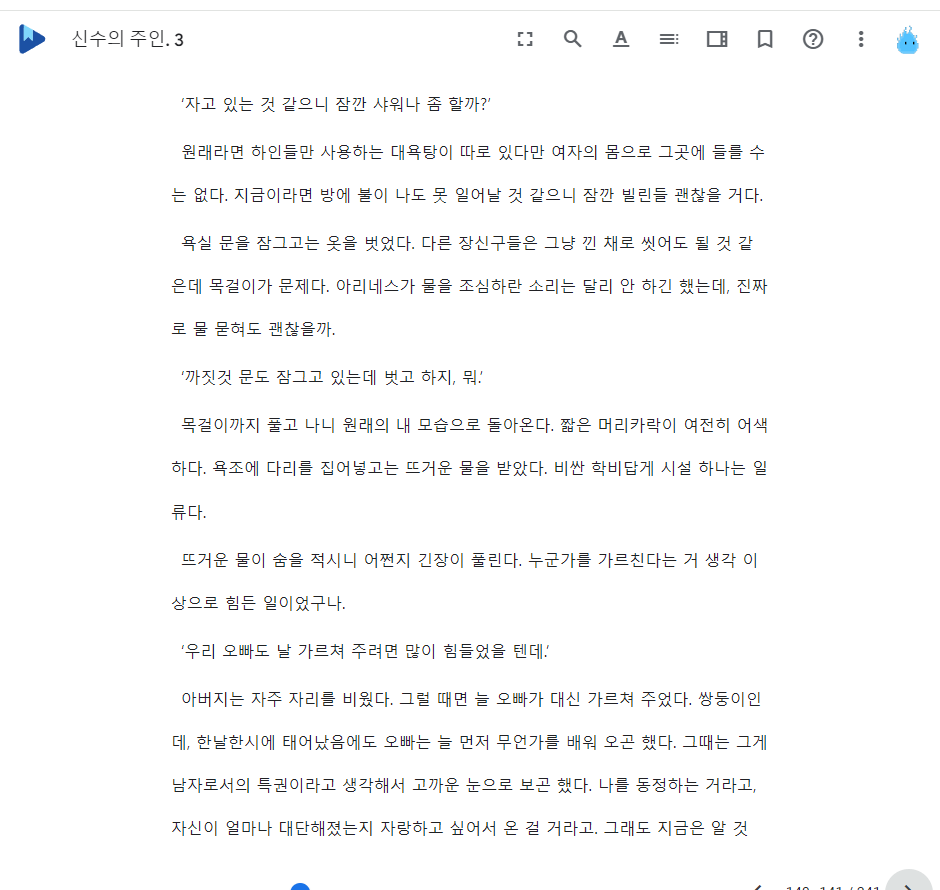 신수의 주인. 3
'자고 있는 것 같으니 잠깐 샤워나 좀 할까?'
원래라면 하인들만 사용하는 대욕탕이 따로 있다만 여자의 몸으로 그곳에 들를 수
는 없다. 지금이라면 방에 불이 나도 못 일어날 것 같으니 잠깐 빌린들 괜찮을 거다.
욕실 문을 잠그고는 옷을 벗었다. 다른 장신구들은 그냥 낀 채로 씻어도 될 것 같
은데 목걸이가 문제다. 아리네스가 물을 조심하란 소리는 달리 안 하긴 했는데, 진짜
로 물 묻혀도 괜찮을까.
'까짓것 문도 잠그고 있는데 벗고 하지, 뭐.'
목걸이까지 풀고 나니 원래의 내 모습으로 돌아온다. 짧은 머리카락이 여전히 어색
하다. 욕조에 다리를 집어넣고는 뜨거운 물을 받았다. 비싼 학비답게 시설 하나는 일
류다.
뜨거운 물이 숨을 적시니 어쩐지 긴장이 풀린다. 누군가를 가르친다는 거 생각 이
상으로 힘든 일이었구나.
'우리 오빠도 날 가르쳐 주려면 많이 힘들었을 텐데.'
아버지는 자주 자리를 비웠다. 그럴 때면 늘 오빠가 대신 가르쳐 주었다. 쌍둥이인
데, 한날한시에 태어났음에도 오빠는 늘 먼저 무언가를 배워 오곤 했다. 그때는 그게
남자로서의 특권이라고 생각해서 고까운 눈으로 보곤 했다. 나를 동정하는 거라고,
자신이 얼마나 대단해졌는지 자랑하고 싶어서 온 걸 거라고. 그래도 지금은 알 것